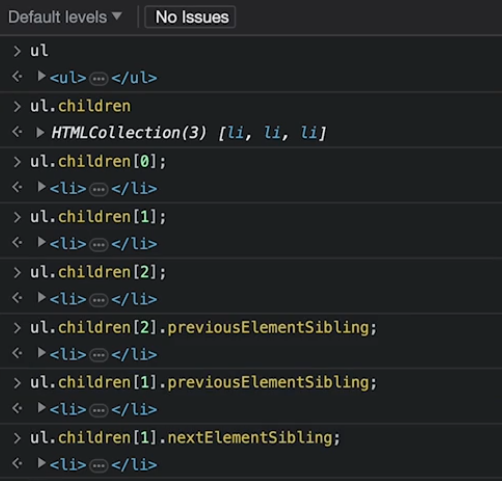 Default levels ▼ No Issues
> ul
<· ▶<ul>⋯</ul>
> ul.children
<· ▶ HTMLCollection(3) [li, li, li]
> ul.children[0];
<· ▶<li>⋯</li>
> ul.children[1];
<· ▶<li>⋯</li>
> ul.children[2];
<· ▶<li>⋯</li>
> ul.children[2].previousElementSibling;
<· ▶<li>⋯</li>
> ul.children[1].previousElementSibling;
<· ▶<li>⋯</li>
> ul.children[1].nextElementSibling;
<· ▶<li>⋯</li>